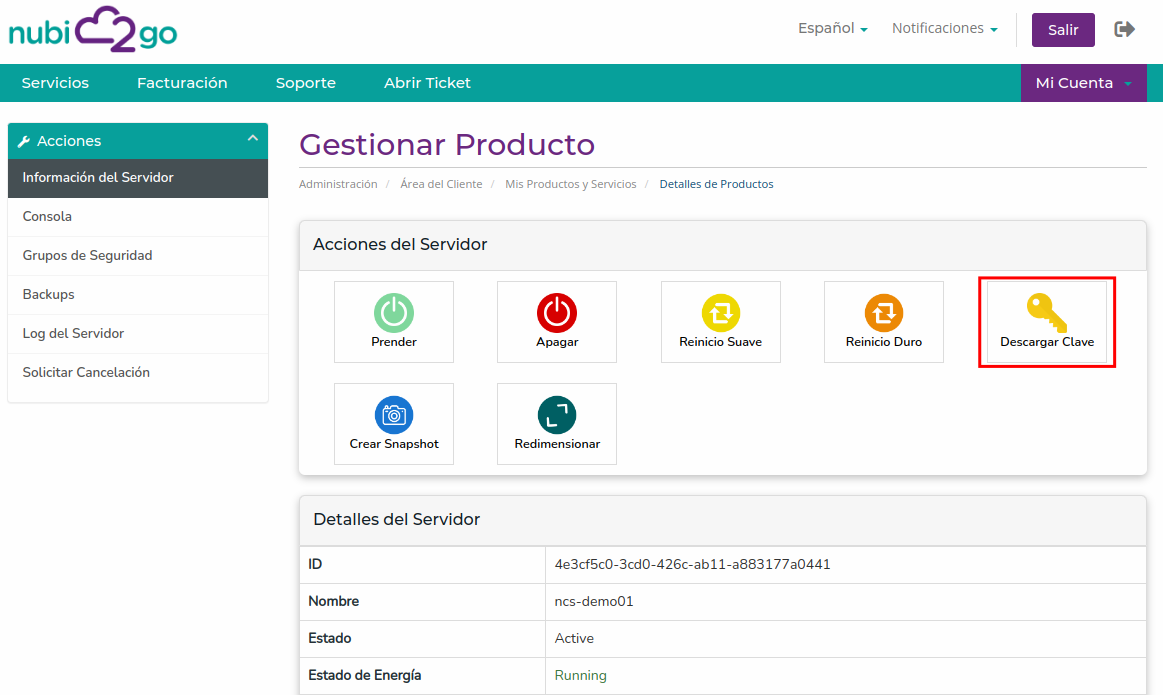 nubi2go
Español
Notificaciones
Salir
Servicios
Facturación
Soporte
Abrir Ticket
Mi Cuenta
Acciones
Información del Servidor
Consola
Grupos de Seguridad
Backups
Log del Servidor
Solicitar Cancelación
Gestionar Producto
Administración / Área del Cliente / Mis Productos y Servicios / Detalles de Productos
Acciones del Servidor
Prender
Apagar
Reinicio Suave
Reinicio Duro
Descargar Clave
Crear Snapshot
Redimensionar
Detalles del Servidor
ID 4e3cf5c0-3cd0-426c-ab11-a883177a0441
Nombre ncs-demo01
Estado Active
Estado de Energía Running